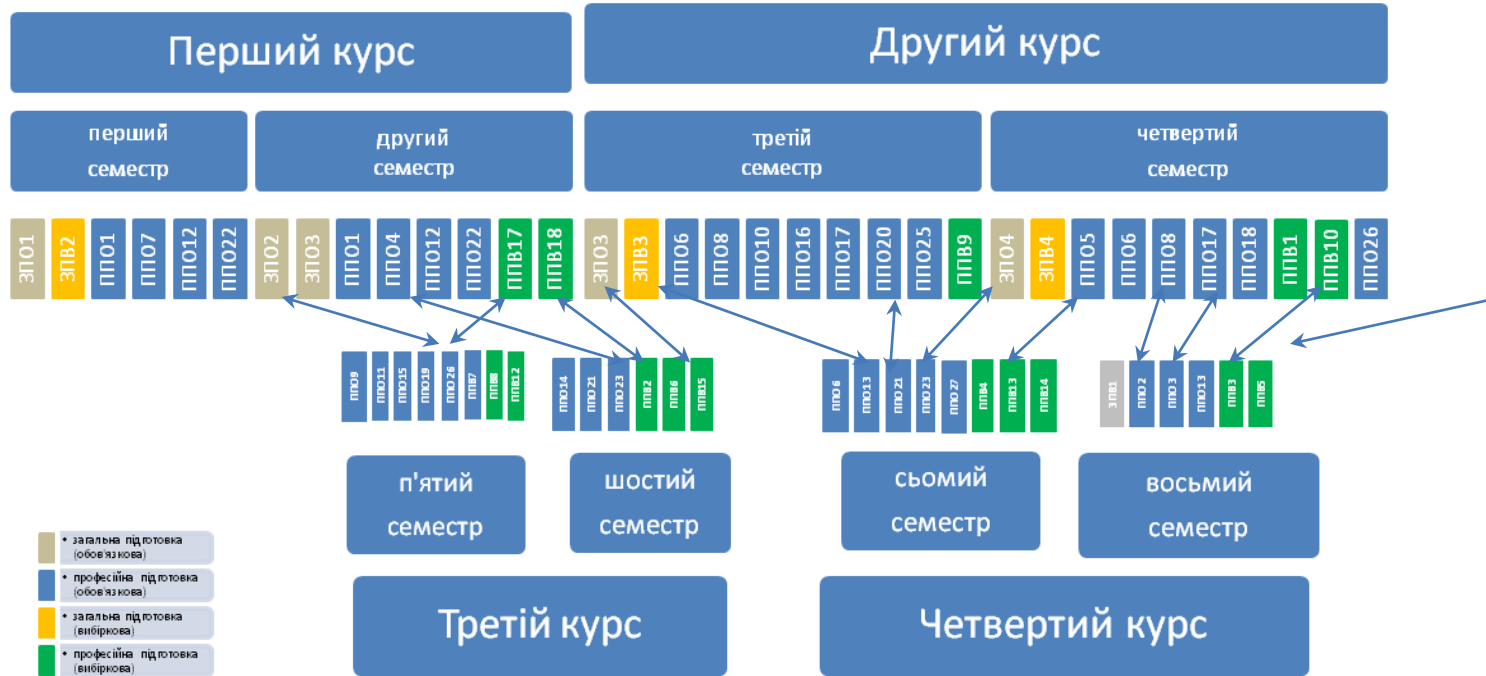 Перший курс
Другий курс
перший
семестр
другий
семестр
третій
семестр
четвертий
семестр
ЗПО1
ЗПВ2
ППО1
ППО7
ППО12
ППО22
ЗПО2
ЗПО3
ППО1
ППО4
ППО12
ППО22
ППВ17
ППВ18
ЗПО3
ЗПВ3
ППО6
ППО8
ППО10
ППО16
ППО17
ППО20
ППО25
ППВ9
ЗПО4
ЗПВ4
ППО5
ППО6
ППО8
ППО17
ППО18
ППВ1
ППВ10
ППО26
ППО9
ППО11
ППО15
ППО19
ППО26
ППВ7
ППВ8
ППВ12
ППО14
ППО21
ППО23
ППВ2
ППВ6
ППВ15
ППО6
ППО13
ППО21
ППО23
ППО27
ППВ4
ППВ13
ППВ14
ЗПВ1
ППО2
ППО3
ППО13
ППВ3
ППВ5
п'ятий
семестр
шостий
семестр
сьомий
семестр
восьмий
семестр
Третій курс
Четвертий курс
• загальна підготовка
(обов'язкова)
• професійна підготовка
(обов'язкова)
• загальна підготовка
(вибіркова)
• професійна підготовка
(вибіркова)